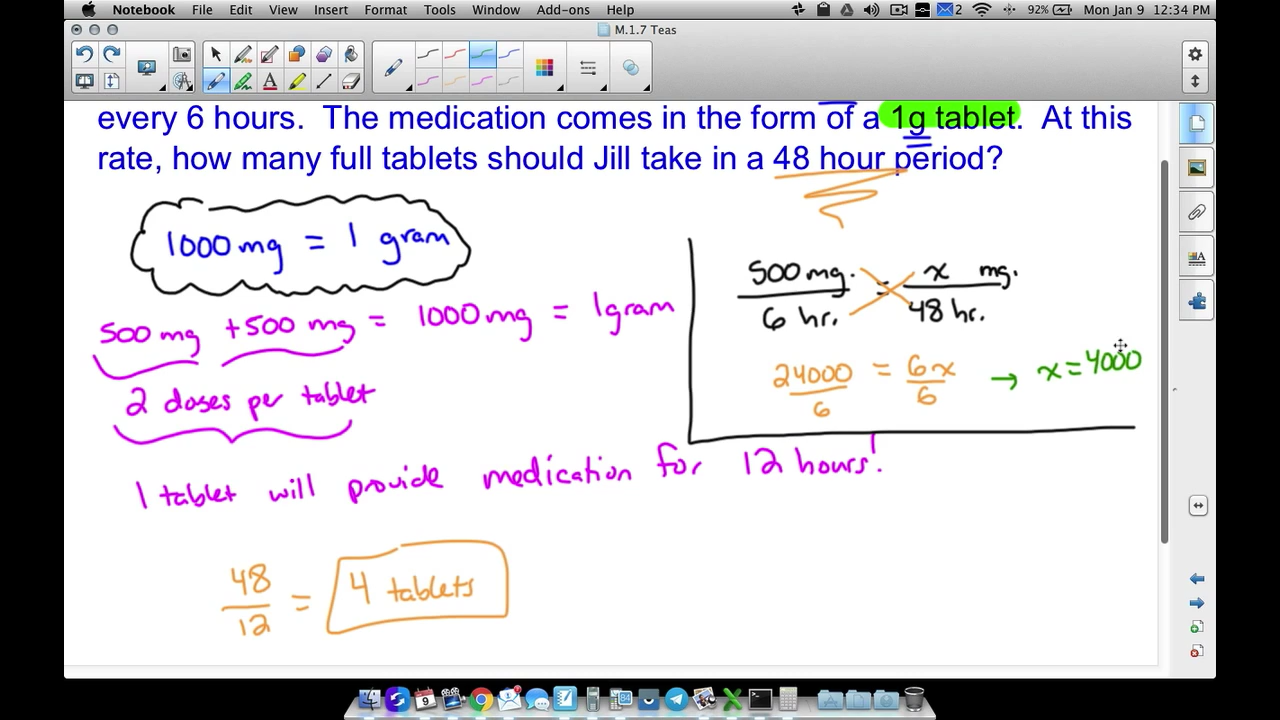 Notebook File Edit View Insert Format Tools Window Add-ons Help 2 92% Mon Jan 9 12:34 PM
M.1.7 Teas
every 6 hours. The medication comes in the form of a 1g tablet. At this
rate, how many full tablets should Jill take in a 48 hour period?
1000 mg = 1 gram
500 mg + 500 mg = 1000 mg = 1 gram
2 doses per tablet
500 mg. = x mg.
6 hr. 48 hr.
24000 = 6x → x = 4000
6 6
1 tablet will provide medication for 12 hours!
48 = 4 tablets
12